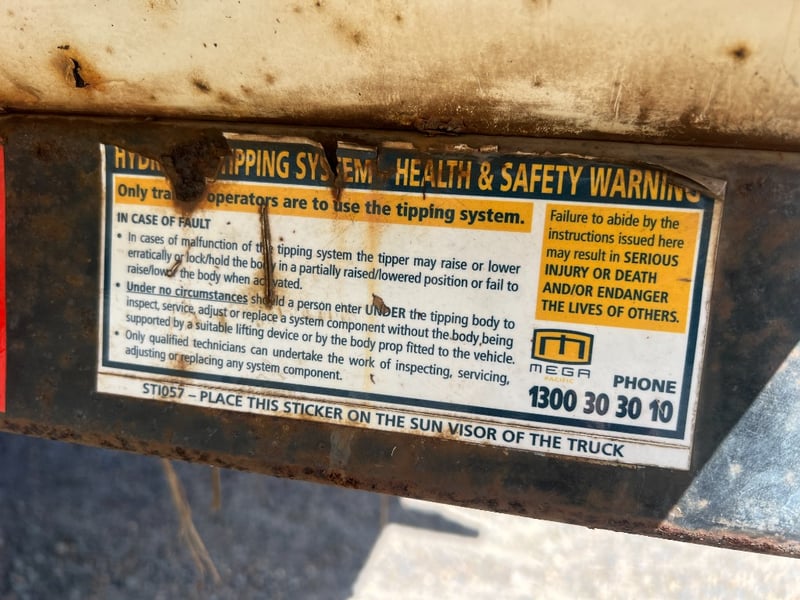 HYDR TIPPING SYSTEM - HEALTH & SAFETY WARNING
Only tra operators are to use the tipping system.
IN CASE OF FAULT
• In cases of malfunction of the tipping system the tipper may raise or lower
erratically or lock/hold the body in a partially raised/lowered position or fail to
raise/lower the body when activated.
• Under no circumstances should a person enter UNDER the tipping body to
inspect, service, adjust or replace a system component without the body being
supported by a suitable lifting device or by the body prop fitted to the vehicle.
• Only qualified technicians can undertake the work of inspecting, servicing,
adjusting or replacing any system component.
Failure to abide by the
instructions issued here
may result in SERIOUS
INJURY OR DEATH
AND/OR ENDANGER
THE LIVES OF OTHERS.
MEGA
PACIFIC
PHONE
1300 30 30 10
STI057 – PLACE THIS STICKER ON THE SUN VISOR OF THE TRUCK